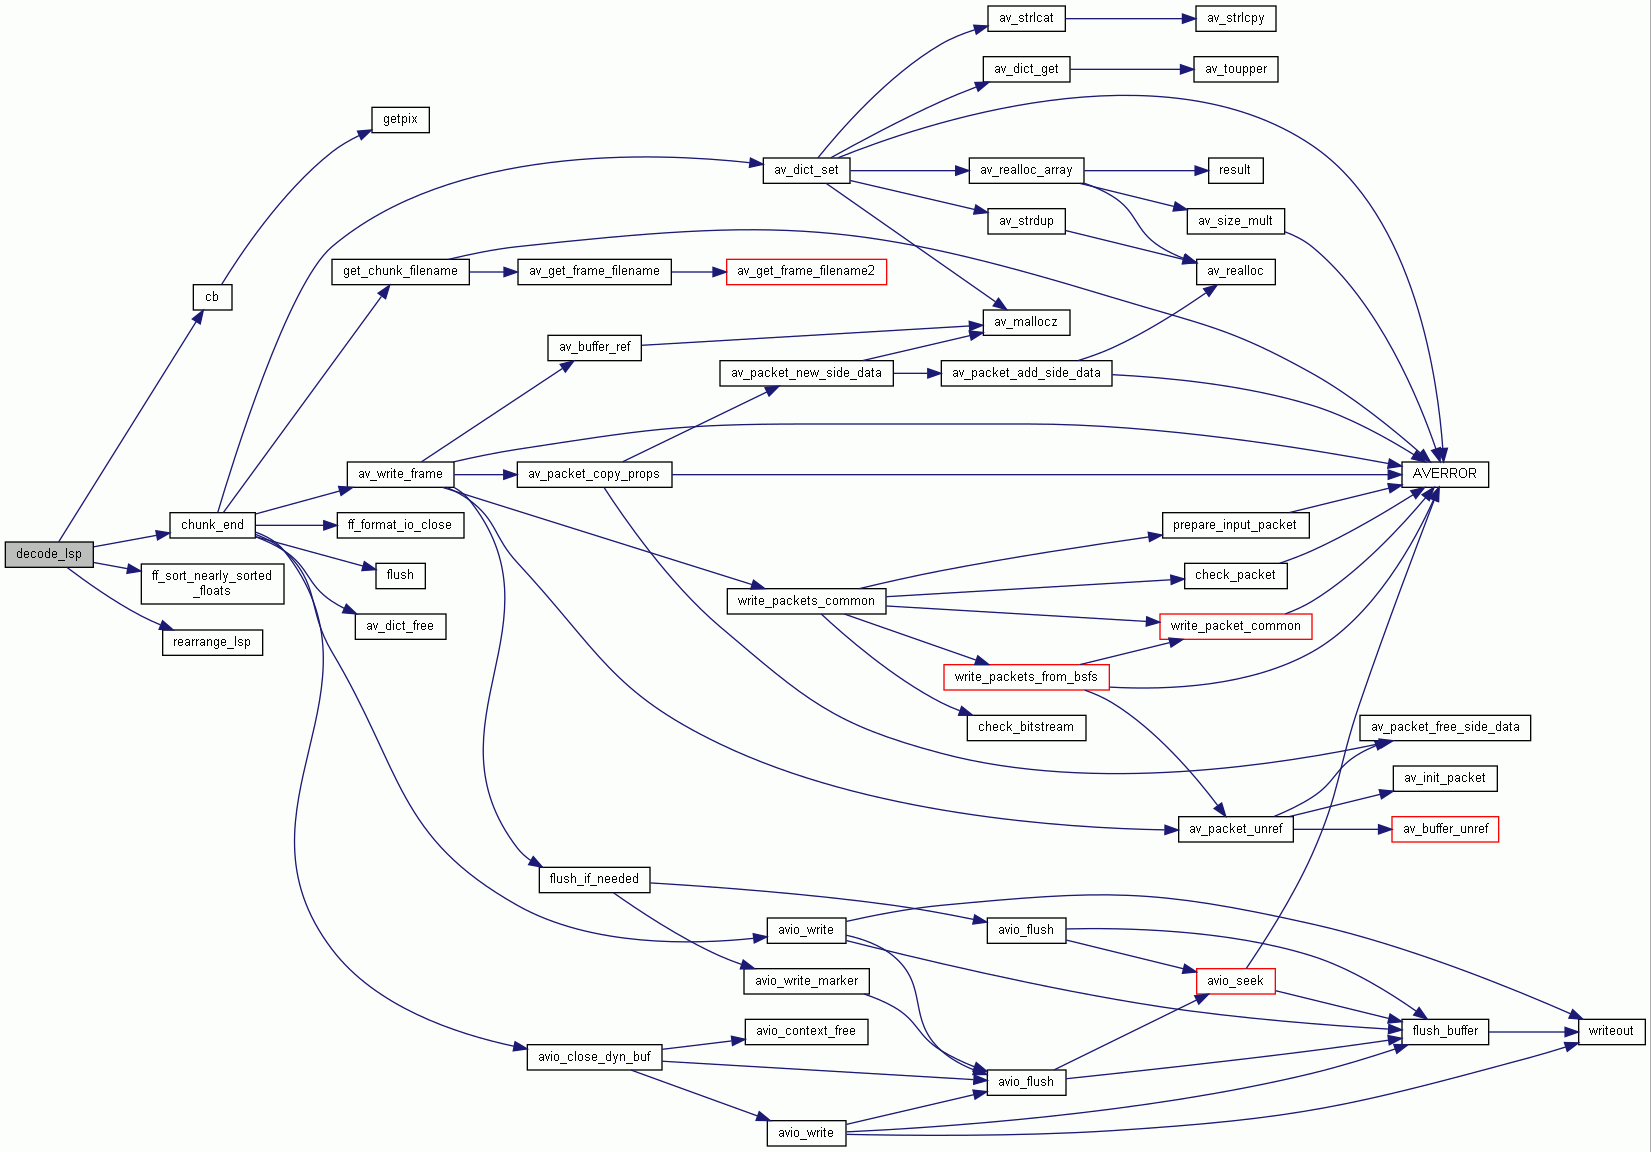 av_strlcat
av_strlcpy
av_dict_get
av_toupper
getpix
av_dict_set
av_realloc_array
result
av_strdup
av_size_mult
get_chunk_filename
av_get_frame_filename
av_get_frame_filename2
av_realloc
cb
av_mallocz
av_buffer_ref
av_packet_new_side_data
av_packet_add_side_data
av_write_frame
av_packet_copy_props
AVERROR
chunk_end
ff_format_io_close
prepare_input_packet
decode_lsp
ff_sort_nearly_sorted
_floats
flush
check_packet
write_packets_common
av_dict_free
write_packet_common
rearrange_lsp
write_packets_from_bsfs
check_bitstream
av_packet_free_side_data
av_init_packet
av_packet_unref
av_buffer_unref
flush_if_needed
avio_write
avio_flush
avio_write_marker
avio_seek
avio_context_free
flush_buffer
writeout
avio_close_dyn_buf
avio_flush
avio_write